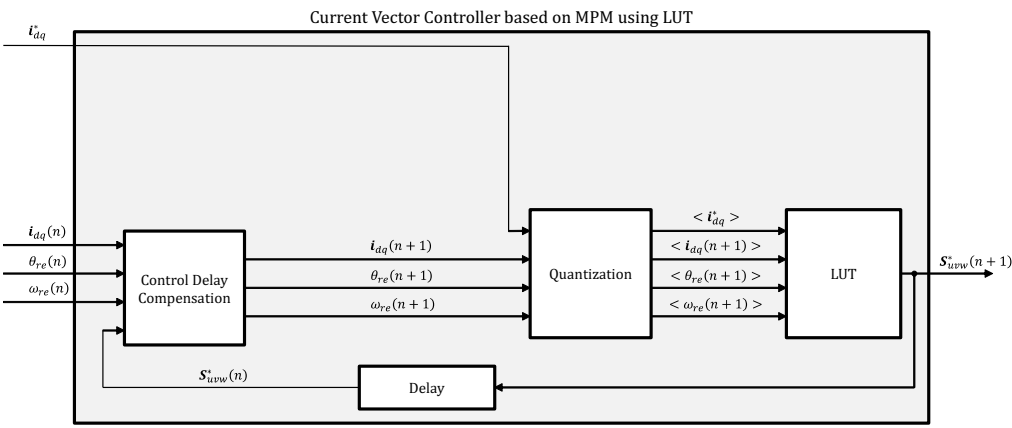 Current Vector Controller based on MPM using LUT
i*dq
< i*dq >
idq(n)
idq(n + 1)
< idq(n + 1) >
θre(n)
Control Delay
Compensation
θre(n + 1)
Quantization
< θre(n + 1) >
LUT
S*uvw(n + 1)
ωre(n)
ωre(n + 1)
< ωre(n + 1) >
S*uvw(n)
Delay